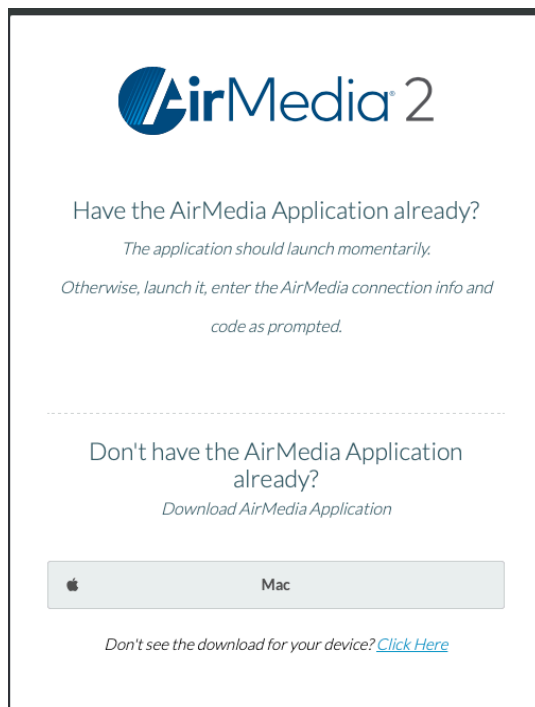 AirMedia® 2
Have the AirMedia Application already?
The application should launch momentarily.
Otherwise, launch it, enter the AirMedia connection info and
code as prompted.
Don't have the AirMedia Application
already?
Download AirMedia Application
Mac
Don't see the download for your device? Click Here